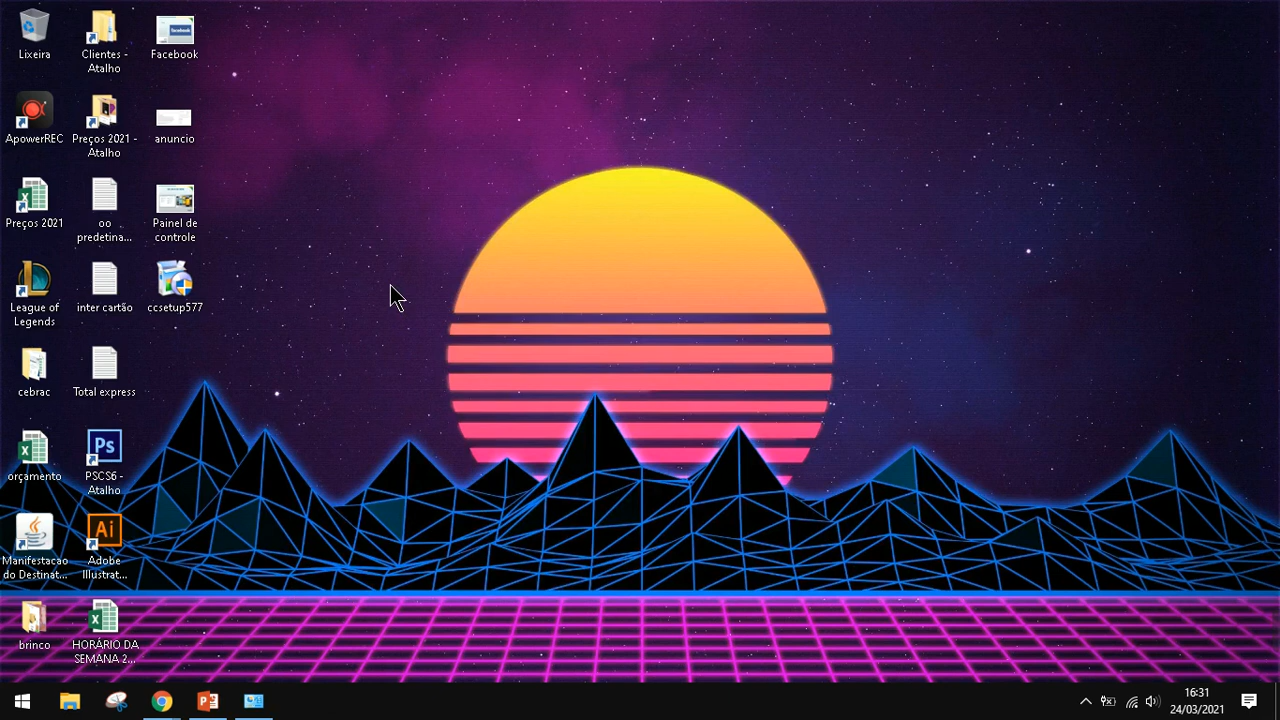 Lixeira
Clientes -
Atalho
Facebook
ApowerREC
Preços 2021 -
Atalho
anuncio
Preços 2021
oo
predetina...
Painel de
controle
League of
Legends
inter cartão
ccsetup577
cebrac
Total express
orçamento
Ps
PSCS6 -
Atalho
Manifestacao
do Destinat...
Ai
Adobe
Illustrat...
brinco
HORÁRIO DA
SEMANA 2...
16:31
24/03/2021